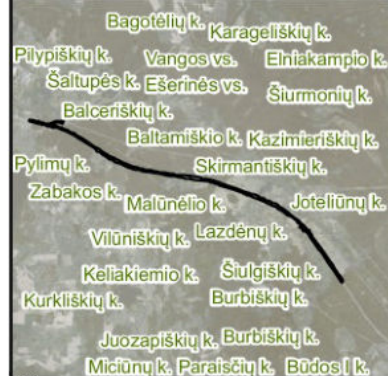 Bagotėlių k.
Karageliškių k.
Pilypiškių k. Vangos vs. Elniakampio k.
Šaltupės k. Ešerinės vs.
Šiurmonių k.
Balceriškių k.
Baltamiškio k. Kazimieriškių k.
Pylimų k. Skirmantiškių k.
Zabakos k. Malūnėlio k. Joteliūnų k.
Vilūniškių k. Lazdėnų k.
Keliakiemio k. Šiulgiškių k.
Kurkliškių k. Burbiškių k.
Juozapiškių k. Burbiškių k.
Miciūnų k. Paraisčių k. Būdos I k.